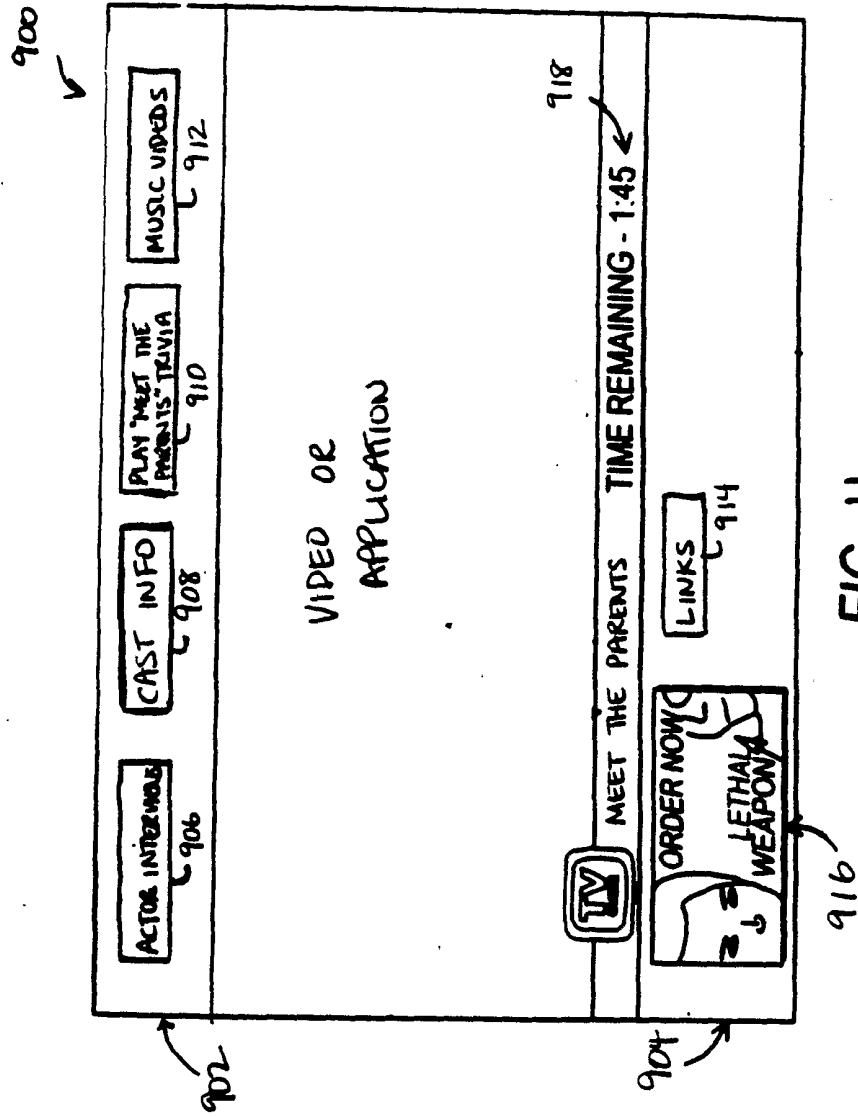 900
ACTOR INTERVIEWS
CAST INFO
PLAY "MEET THE
PARENTS" TRIVIA
MUSIC VIDEOS
906
908
910
912
902
VIDEO OR
APPLICATION
918
TV
MEET THE PARENTS
TIME REMAINING - 1:45
904
ORDER NOW
LETHAL
WEAPON 4
LINKS
914
916
FIG. 11